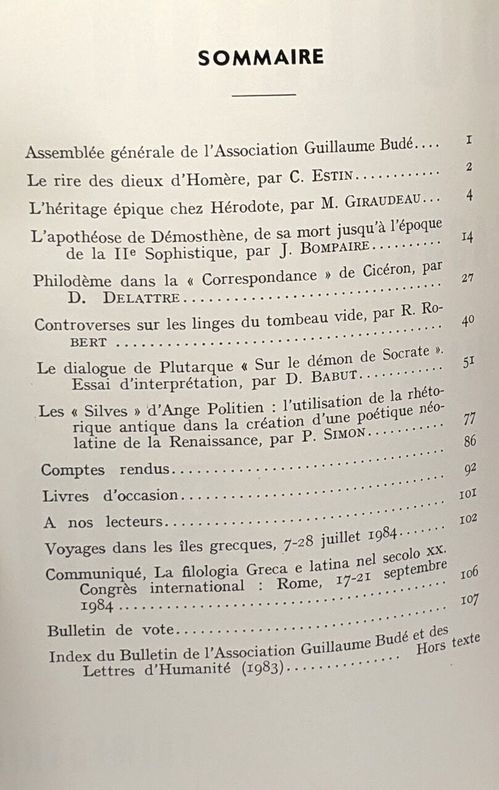 SOMMAIRE
Assemblée générale de l'Association Guillaume Budé.... 1
Le rire des dieux d'Homère, par C. ESTIN............ 2
L'héritage épique chez Hérodote, par M. GIRAUDEAU... 4
L'apothéose de Démosthène, de sa mort jusqu'à l'époque
de la IIe Sophistique, par J. BOMPAIRE.......... 14
Philodème dans la « Correspondance » de Cicéron, par
D. DELATTRE.................................. 27
Controverses sur les linges du tombeau vide, par R. RO-
BERT ........................................ 40
Le dialogue de Plutarque « Sur le démon de Socrate ».
Essai d'interprétation, par D. BABUT............ 51
Les « Silves » d'Ange Politien : l'utilisation de la rhéto-
rique antique dans la création d'une poétique néo-
latine de la Renaissance, par P. SIMON........... 77
Comptes rendus.................................. 86
Livres d'occasion................................. 92
A nos lecteurs................................... 101
Voyages dans les îles grecques, 7-28 juillet 1984....... 102
Communiqué, La filologia Greca e latina nel secolo XX.
Congrès international : Rome, 17-21 septembre
1984 ........................................ 106
Bulletin de vote.................................. 107
Index du Bulletin de l'Association Guillaume Budé et des
Lettres d'Humanité (1983)............... Hors texte